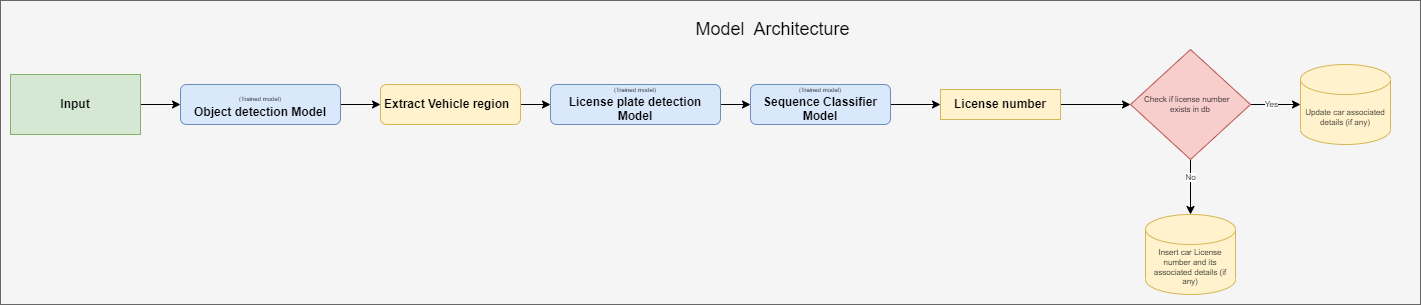 Model Architecture
Input
(Trained model)
Object detection Model
Extract Vehicle region
(Trained model)
License plate detection
Model
(Trained model)
Sequence Classifier
Model
License number
Check if license number
exists in db
Yes
Update car associated
details (if any)
No
Insert car License
number and its
associated details (if
any)